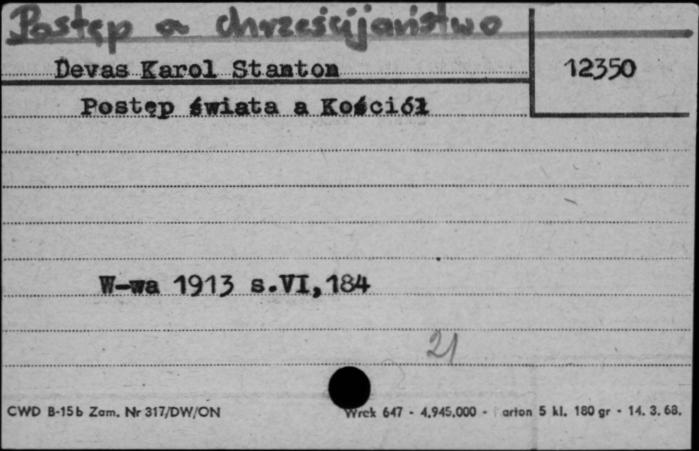 Postęp a chrześcijaństwo
Devas Karol Stanton
12350
Postęp świata a Kościół
W-wa 1913 s.VI,184
21
CWD B-15b Zam. Nr 317/DW/ON
Wrck 647 - 4.945.000 - arton 5 kl. 180 gr - 14. 3. 68.